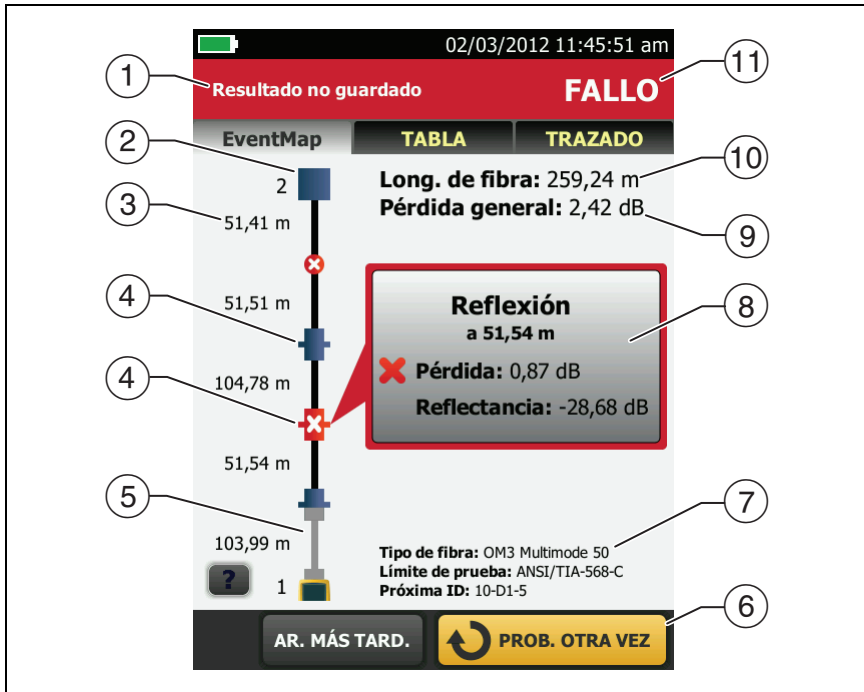 02/03/2012 11:45:51 am
1
Resultado no guardado
FALLO
11
EventMap
TABLA
TRAZADO
2
2
Long. de fibra: 259,24 m
10
Pérdida general: 2,42 dB
9
3
51,41 m
4
51,51 m
Reflexión
a 51,54 m
8
Pérdida: 0,87 dB
Reflectancia: -28,68 dB
104,78 m
4
51,54 m
5
103,99 m
7
Tipo de fibra: OM3 Multimode 50
Límite de prueba: ANSI/TIA-568-C
Próxima ID: 10-D1-5
?
1
6
AR. MÁS TARD.
PROB. OTRA VEZ